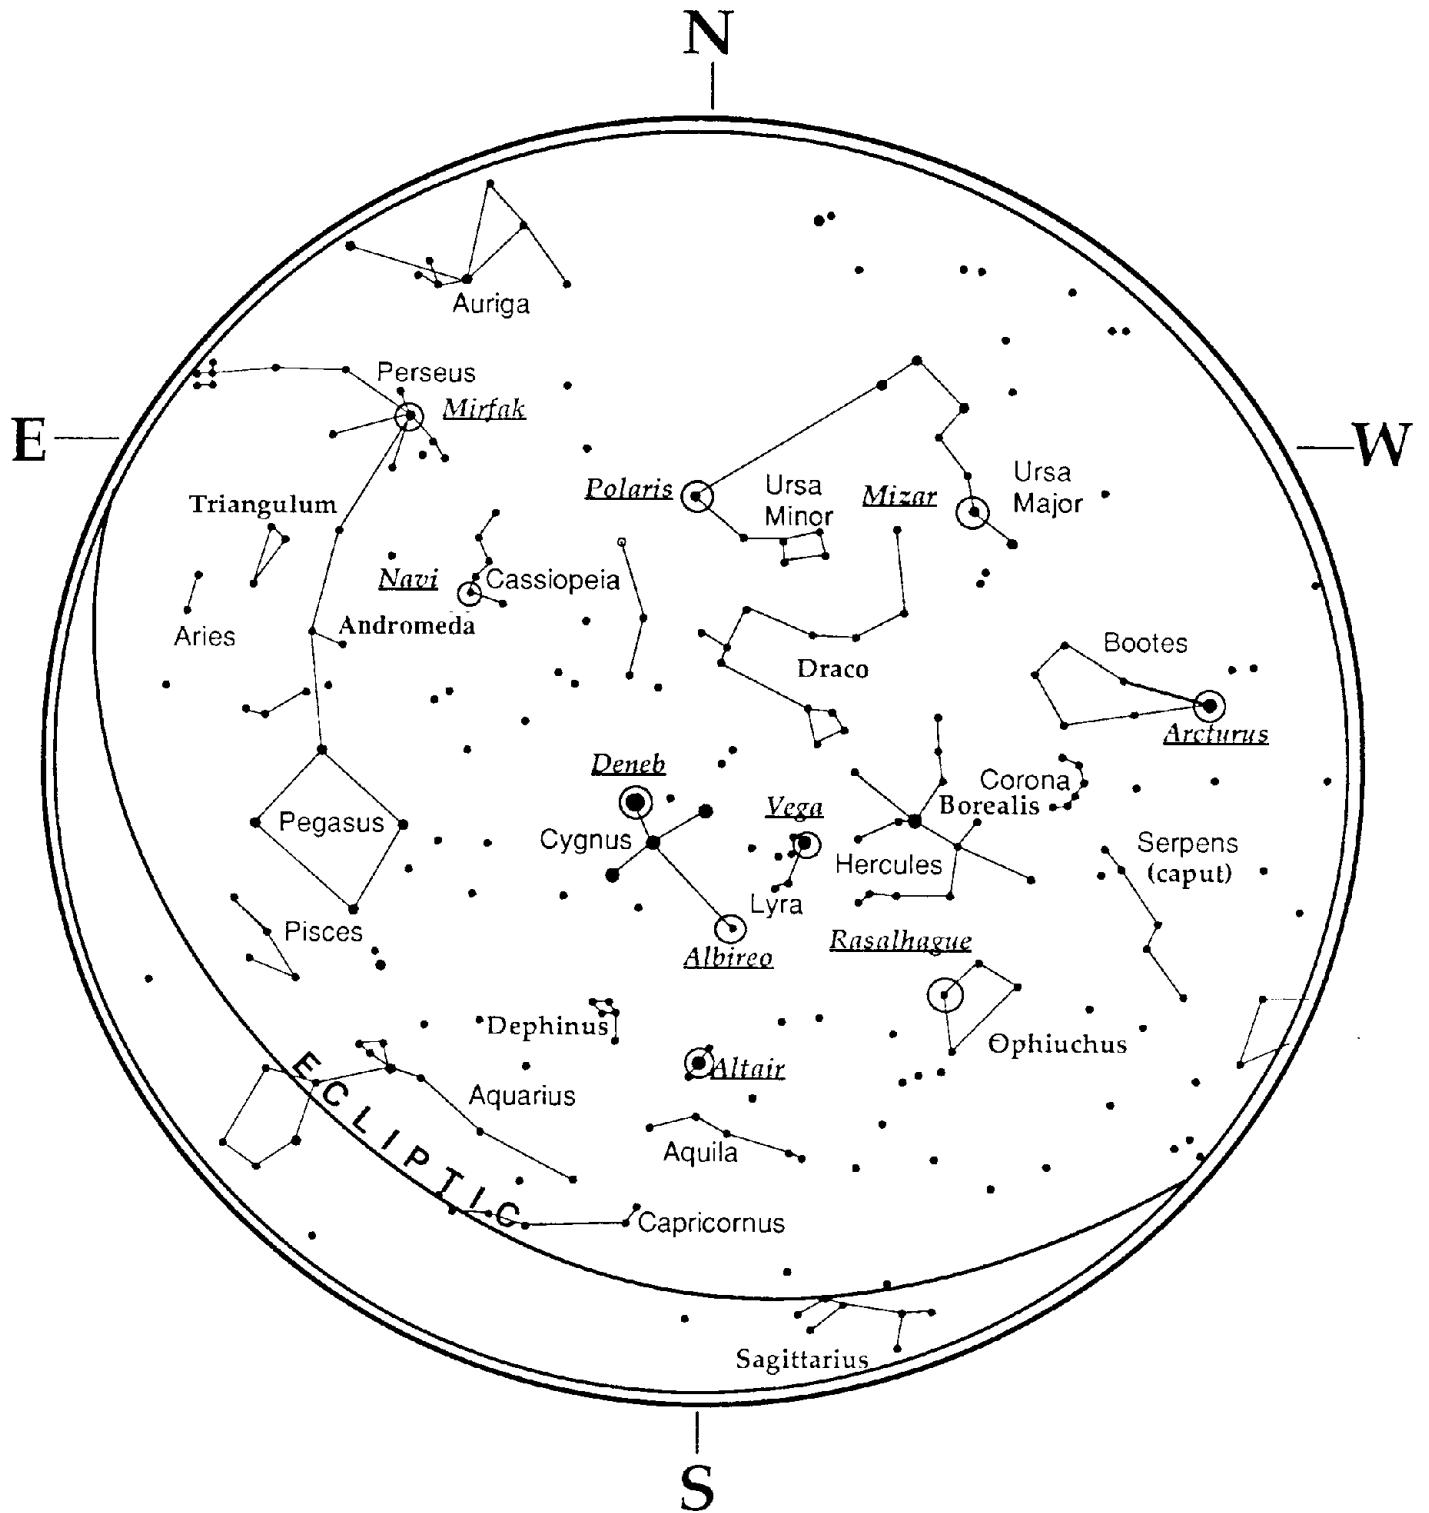 N
Auriga
Perseus
Mirfak
E
W
Triangulum
Polaris
Ursa
Minor
Mizar
Ursa
Major
Navi
Cassiopeia
Aries
Andromeda
Draco
Bootes
Arcturus
Deneb
Vega
Corona
Borealis
Pegasus
Cygnus
Hercules
Serpens
(caput)
Lyra
Pisces
Albireo
Rasalhague
Dephinus
Ophiuchus
Altair
Aquarius
ECLIPTIC
Aquila
Capricornus
Sagittarius
S